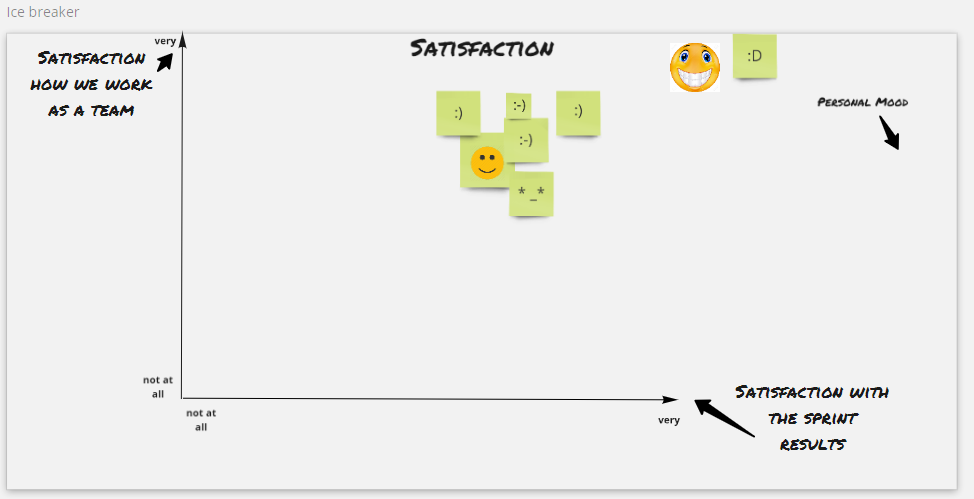 Ice breaker
very
SATISFACTION
HOW WE WORK
AS A TEAM
SATISFACTION
:D
PERSONAL MOOD
:)
:-)
:)
:-)
*_*
not at
all
not at
all
very
SATISFACTION WITH
THE SPRINT
RESULTS